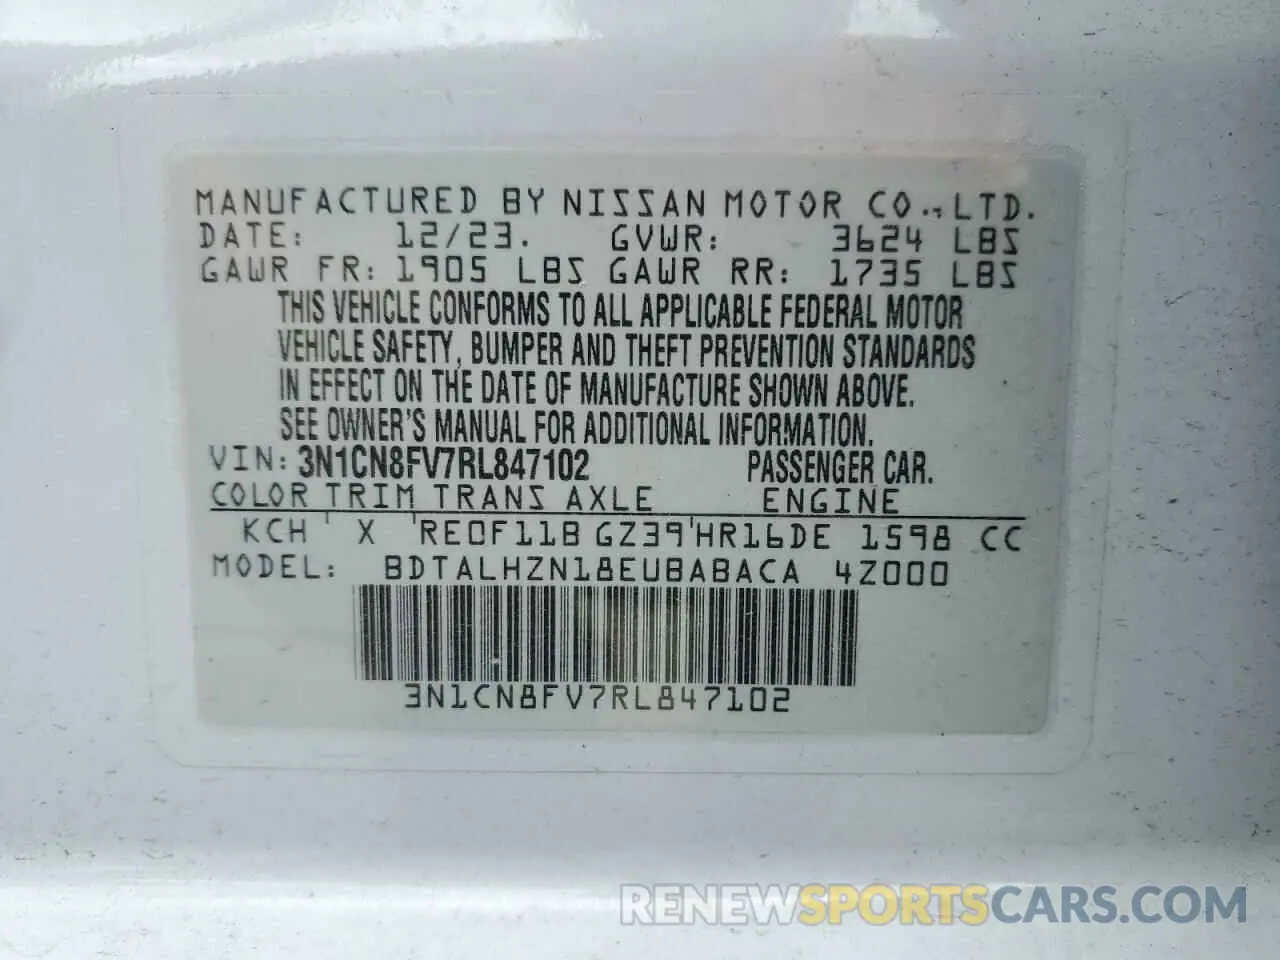 MANUFACTURED BY NISSAN MOTOR CO., LTD.
DATE: 12/23. GVWR: 3624 LBS
GAWR FR: 1905 LBS GAWR RR: 1735 LBS
THIS VEHICLE CONFORMS TO ALL APPLICABLE FEDERAL MOTOR
VEHICLE SAFETY, BUMPER AND THEFT PREVENTION STANDARDS
IN EFFECT ON THE DATE OF MANUFACTURE SHOWN ABOVE.
SEE OWNER'S MANUAL FOR ADDITIONAL INFORMATION.
VIN: 3N1CN8FV7RL847102 PASSENGER CAR.
COLOR TRIM TRANS AXLE ENGINE
KCH X RE0F11B GZ39 HR16DE 1598 CC
MODEL: BDTALHZN18EUBABACA 4Z000
3N1CN8FV7RL847102
RENEWSPORTSCARS.COM